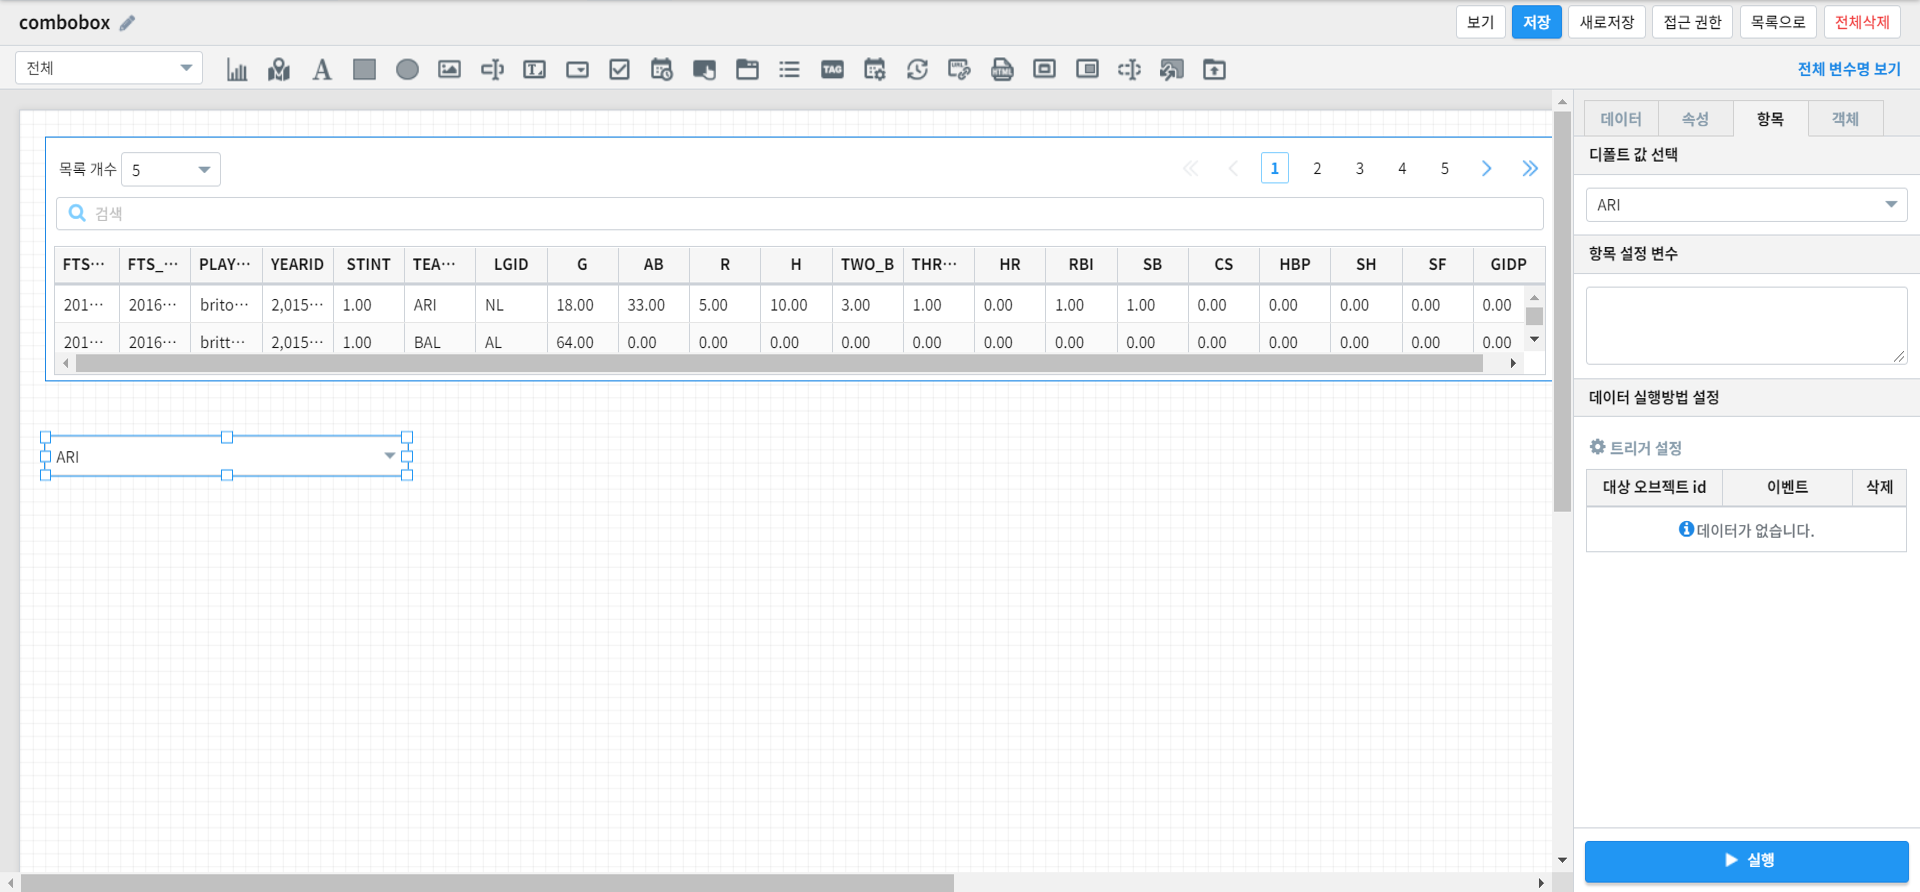 combobox
보기 저장 새로저장 접근 권한 목록으로 전체삭제
전체
T
TAG
URL
HTML
전체 변수명 보기
데이터 속성 항목 객체
목록 개수 5
1 2 3 4 5
검색
FTS··· FTS_··· PLAY··· YEARID STINT TEA··· LGID G AB R H TWO_B THR··· HR RBI SB CS HBP SH SF GIDP
201··· 2016··· brito··· 2,015··· 1.00 ARI NL 18.00 33.00 5.00 10.00 3.00 1.00 0.00 1.00 1.00 0.00 0.00 0.00 0.00 0.00
201··· 2016··· britt··· 2,015··· 1.00 BAL AL 64.00 0.00 0.00 0.00 0.00 0.00 0.00 0.00 0.00 0.00 0.00 0.00 0.00 0.00
ARI
디폴트 값 선택
ARI
항목 설정 변수
데이터 실행방법 설정
트리거 설정
대상 오브젝트 id 이벤트 삭제
데이터가 없습니다.
실행